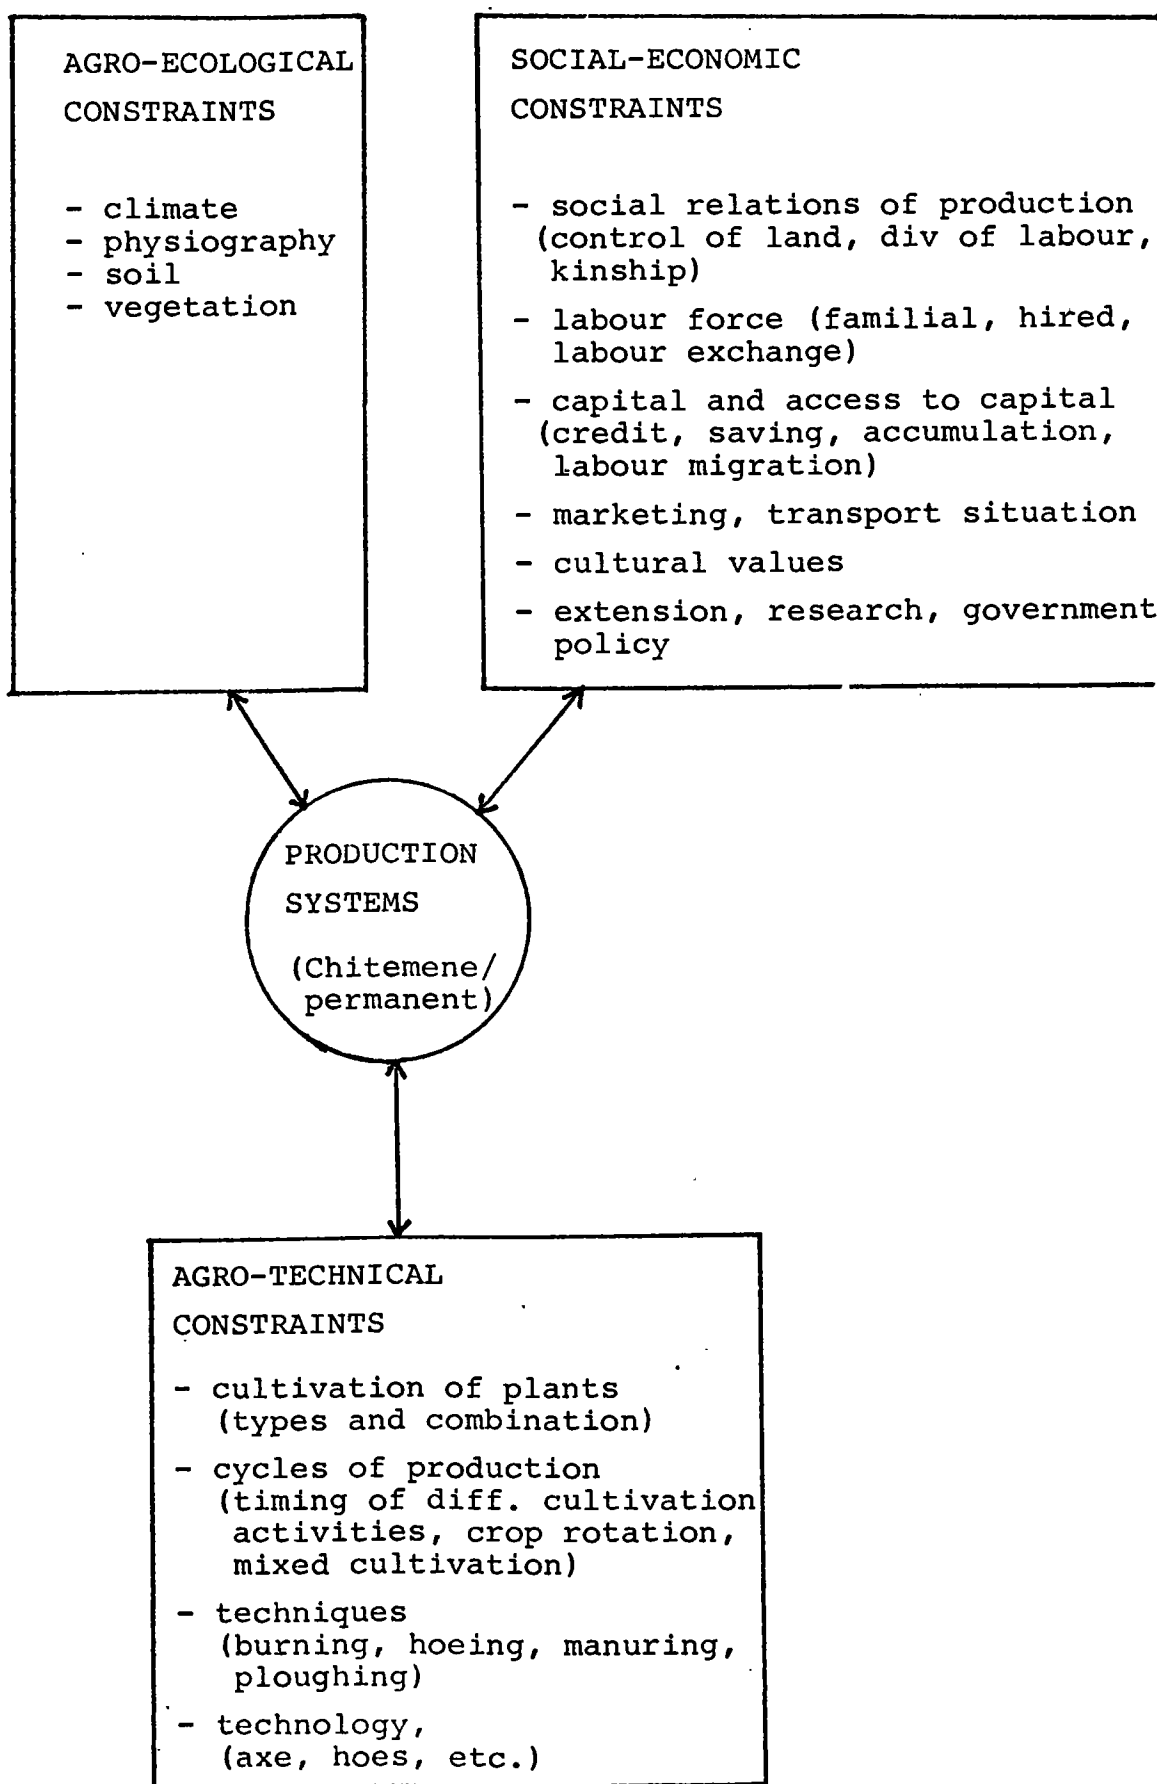 AGRO-ECOLOGICAL
CONSTRAINTS
- climate
- physiography
- soil
- vegetation
SOCIAL-ECONOMIC
CONSTRAINTS
- social relations of production
(control of land, div of labour,
kinship)
- labour force (familial, hired,
labour exchange)
- capital and access to capital
(credit, saving, accumulation,
labour migration)
- marketing, transport situation
- cultural values
- extension, research, government
policy
PRODUCTION
SYSTEMS
(Chitemene/
permanent)
AGRO-TECHNICAL
CONSTRAINTS
- cultivation of plants
(types and combination)
- cycles of production
(timing of diff. cultivation
activities, crop rotation,
mixed cultivation)
- techniques
(burning, hoeing, manuring,
ploughing)
- technology,
(axe, hoes, etc.)